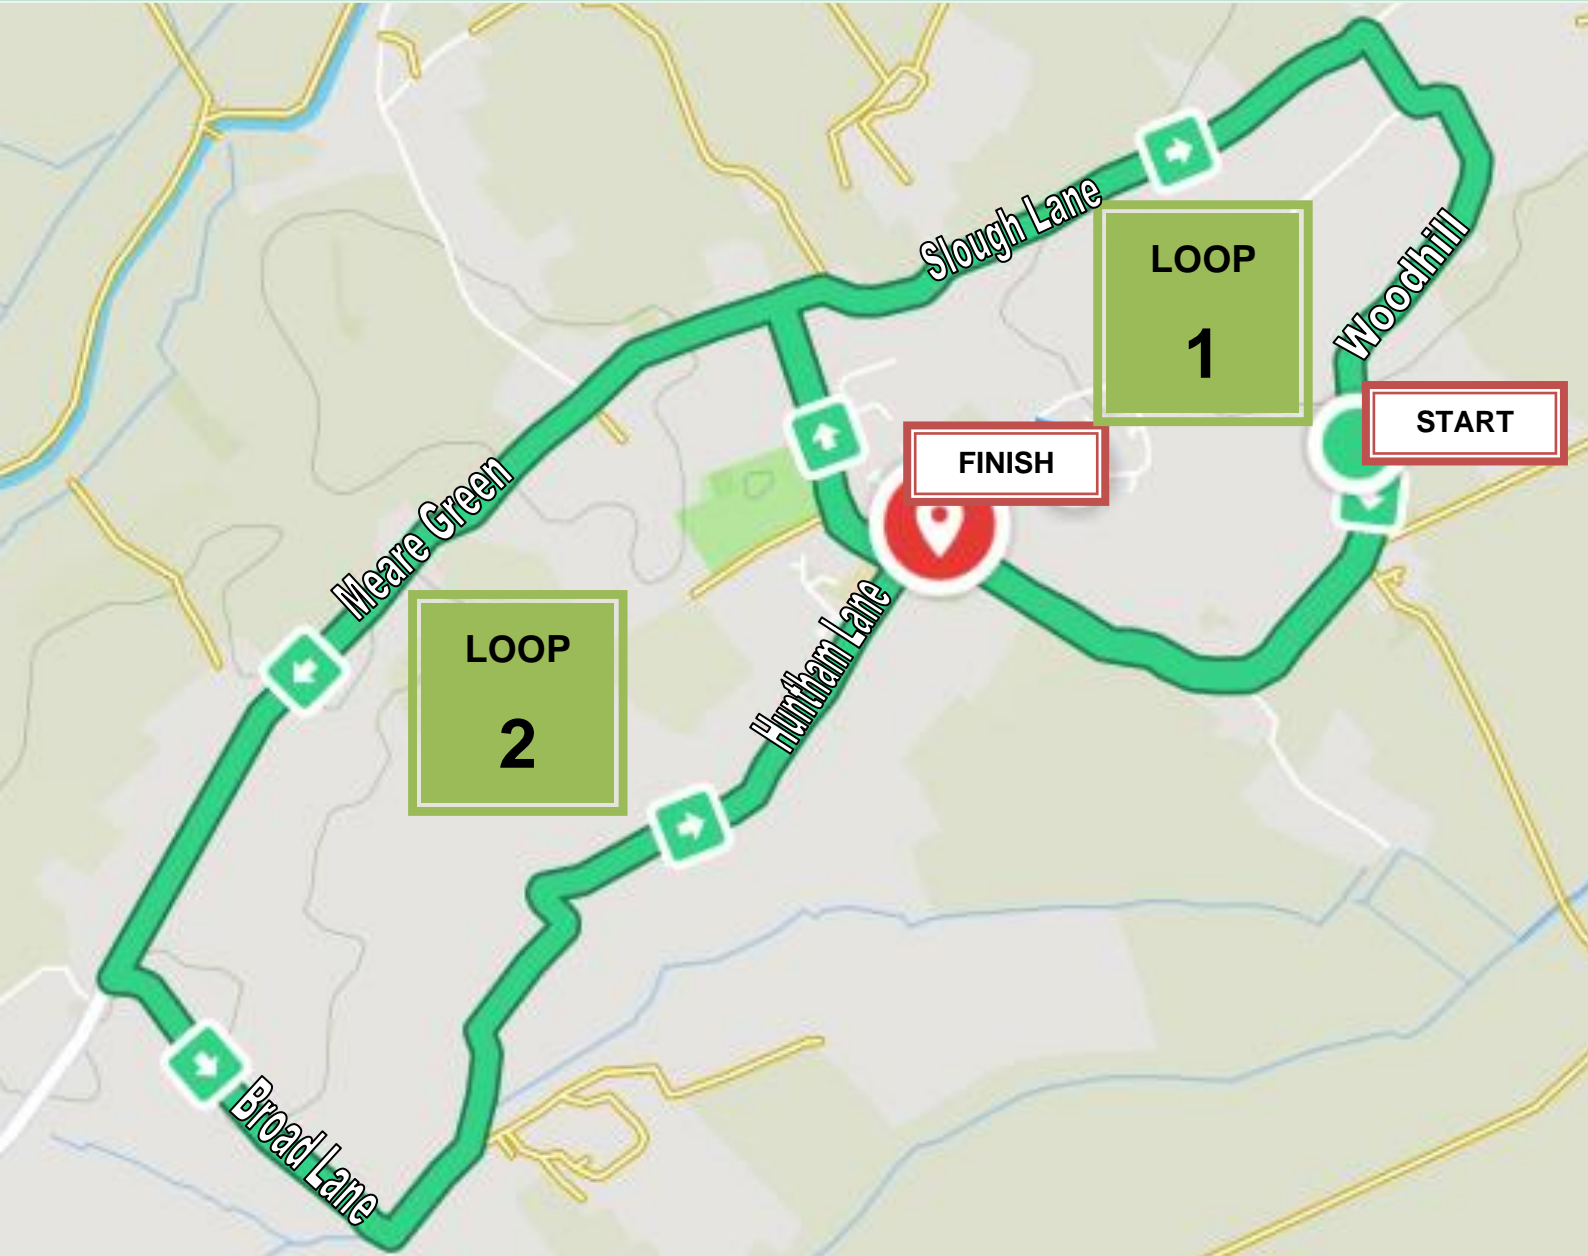 Slough Lane
LOOP
1
Woodhill
START
FINISH
Meare Green
LOOP
2
Huntham Lane
Broad Lane